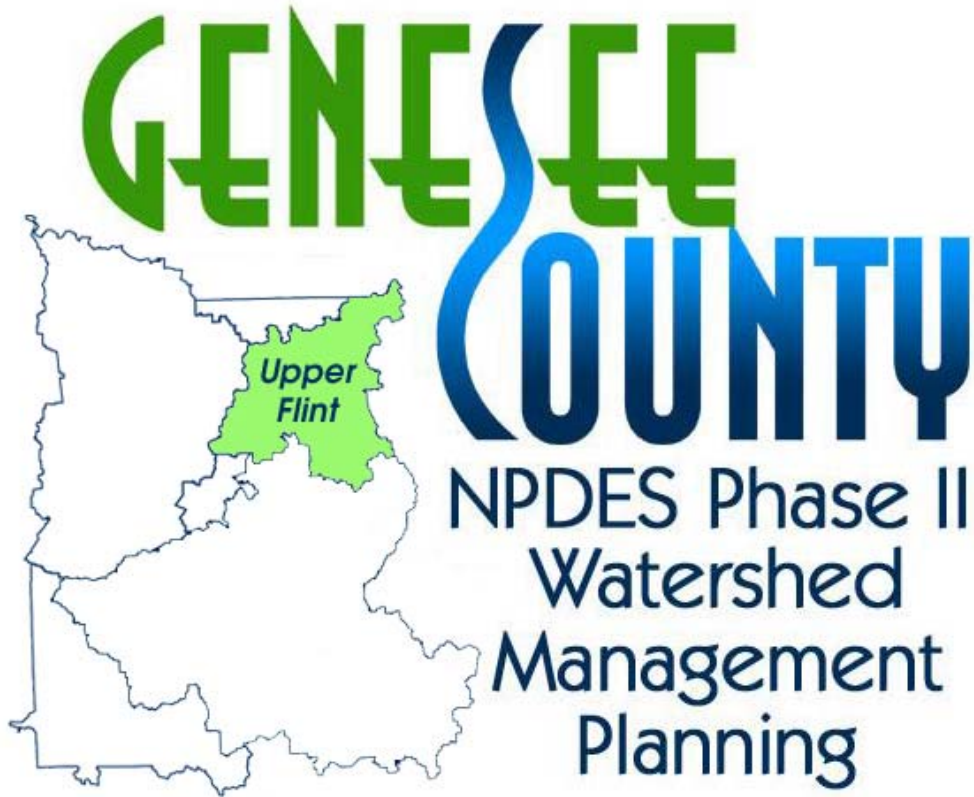 GENESEE
COUNTY
Upper
Flint
NPDES Phase II
Watershed
Management
Planning